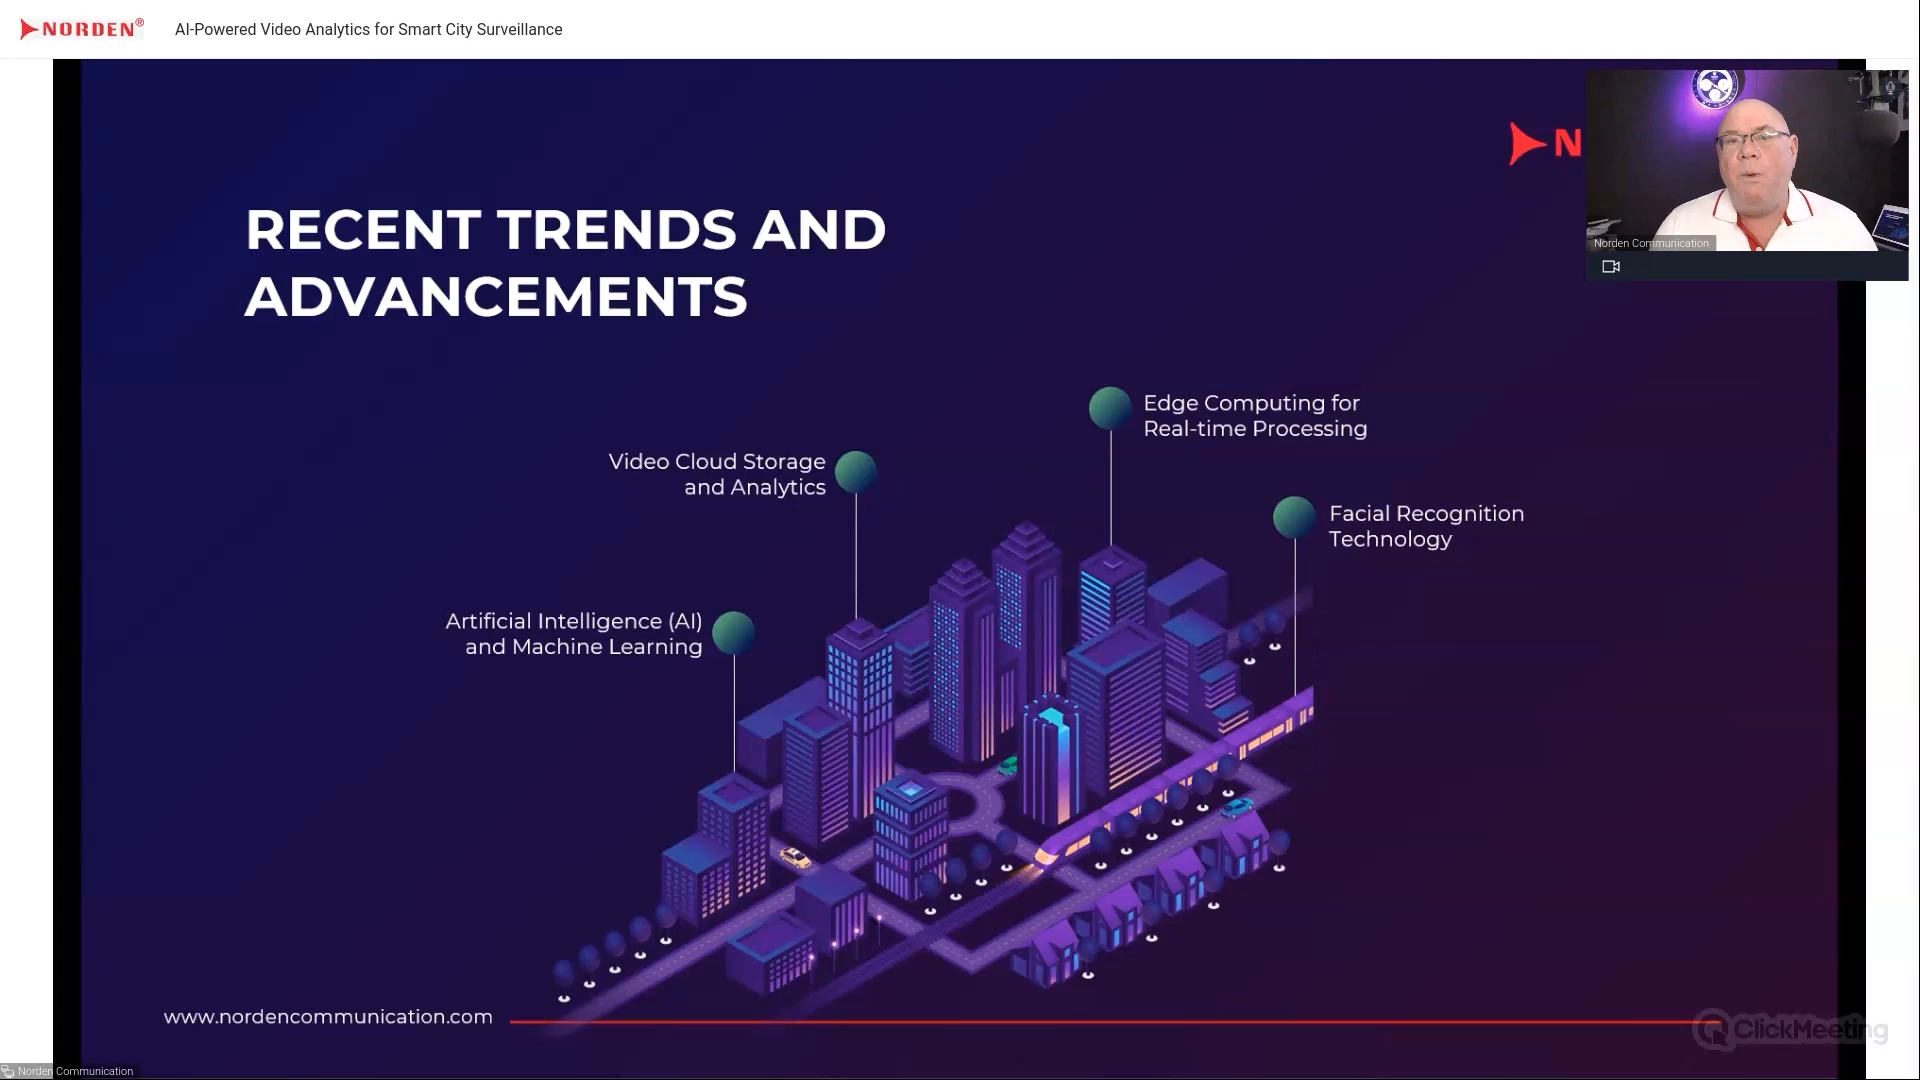 NORDEN®
AI-Powered Video Analytics for Smart City Surveillance
N
Norden Communication
RECENT TRENDS AND
ADVANCEMENTS
Edge Computing for
Real-time Processing
Video Cloud Storage
and Analytics
Facial Recognition
Technology
Artificial Intelligence (AI)
and Machine Learning
www.nordencommunication.com
ClickMeeting
Norden Communication